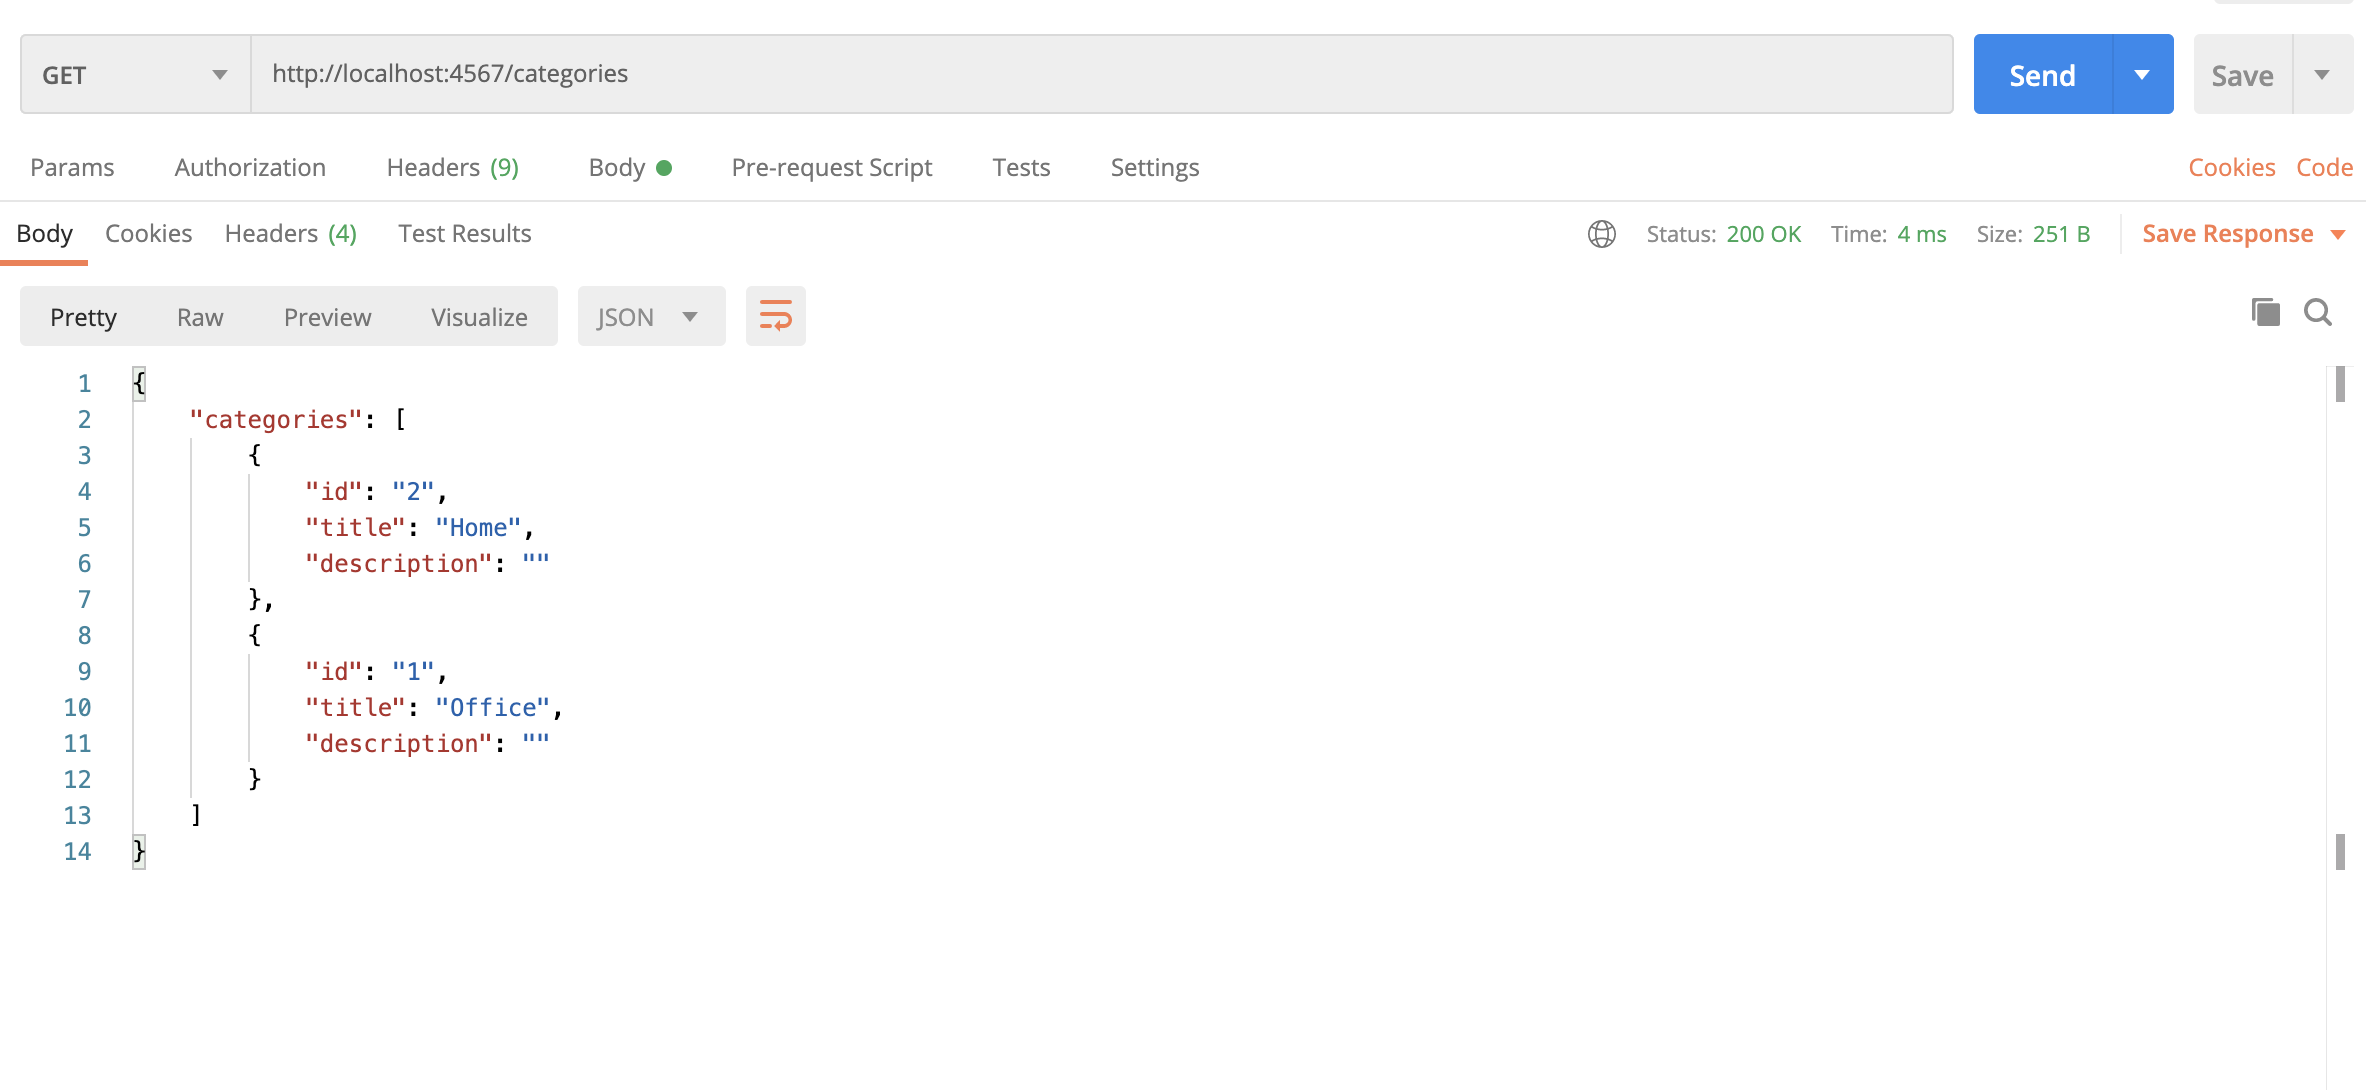 GET http://localhost:4567/categories Send Save
Params Authorization Headers (9) Body Pre-request Script Tests Settings Cookies Code
Body Cookies Headers (4) Test Results Status: 200 OK Time: 4 ms Size: 251 B Save Response
Pretty Raw Preview Visualize JSON
1 {
2 "categories": [
3 {
4 "id": "2",
5 "title": "Home",
6 "description": ""
7 },
8 {
9 "id": "1",
10 "title": "Office",
11 "description": ""
12 }
13 ]
14 }